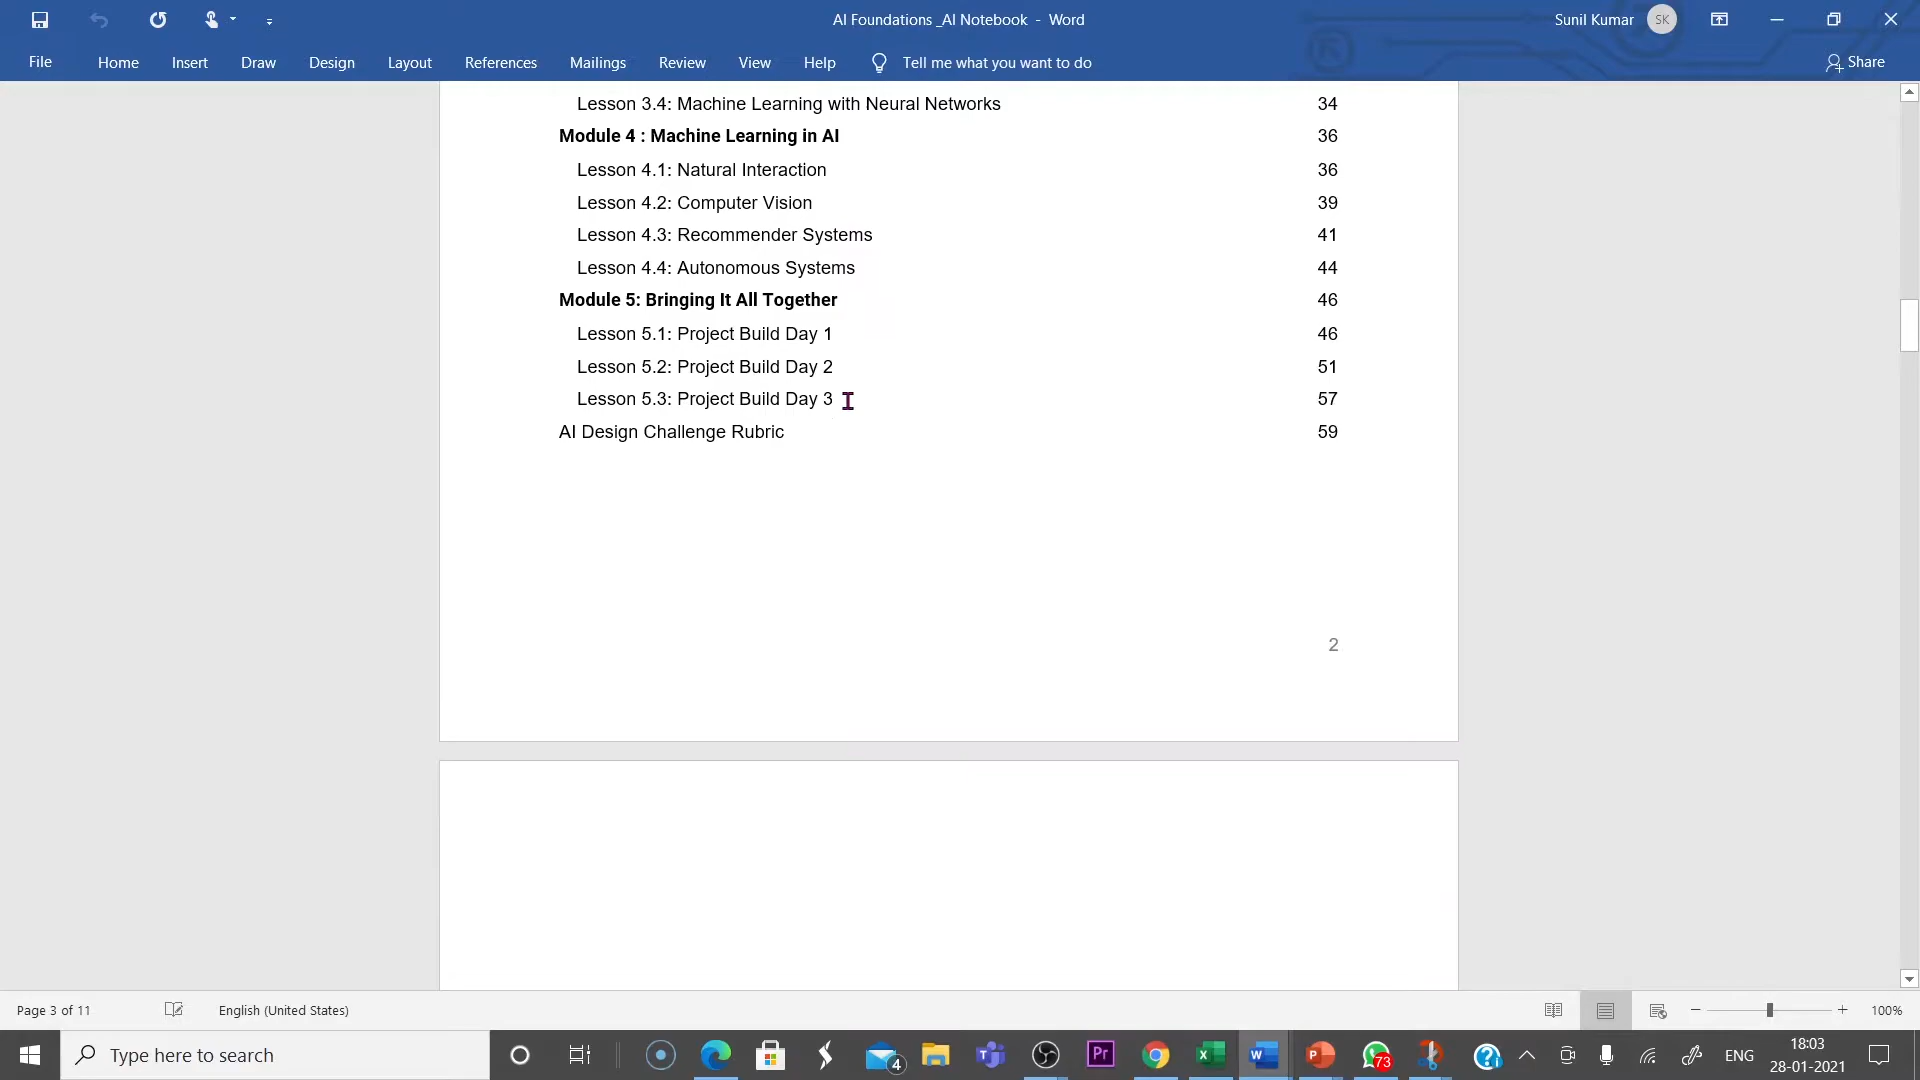 AI Foundations _AI Notebook - Word
Sunil Kumar
SK
File
Home
Insert
Draw
Design
Layout
References
Mailings
Review
View
Help
Tell me what you want to do
Share
Lesson 3.4: Machine Learning with Neural Networks 34
Module 4 : Machine Learning in AI 36
Lesson 4.1: Natural Interaction 36
Lesson 4.2: Computer Vision 39
Lesson 4.3: Recommender Systems 41
Lesson 4.4: Autonomous Systems 44
Module 5: Bringing It All Together 46
Lesson 5.1: Project Build Day 1 46
Lesson 5.2: Project Build Day 2 51
Lesson 5.3: Project Build Day 3 57
AI Design Challenge Rubric 59
2
Page 3 of 11
English (United States)
100%
Type here to search
4
Pr
73
ENG
18:03
28-01-2021